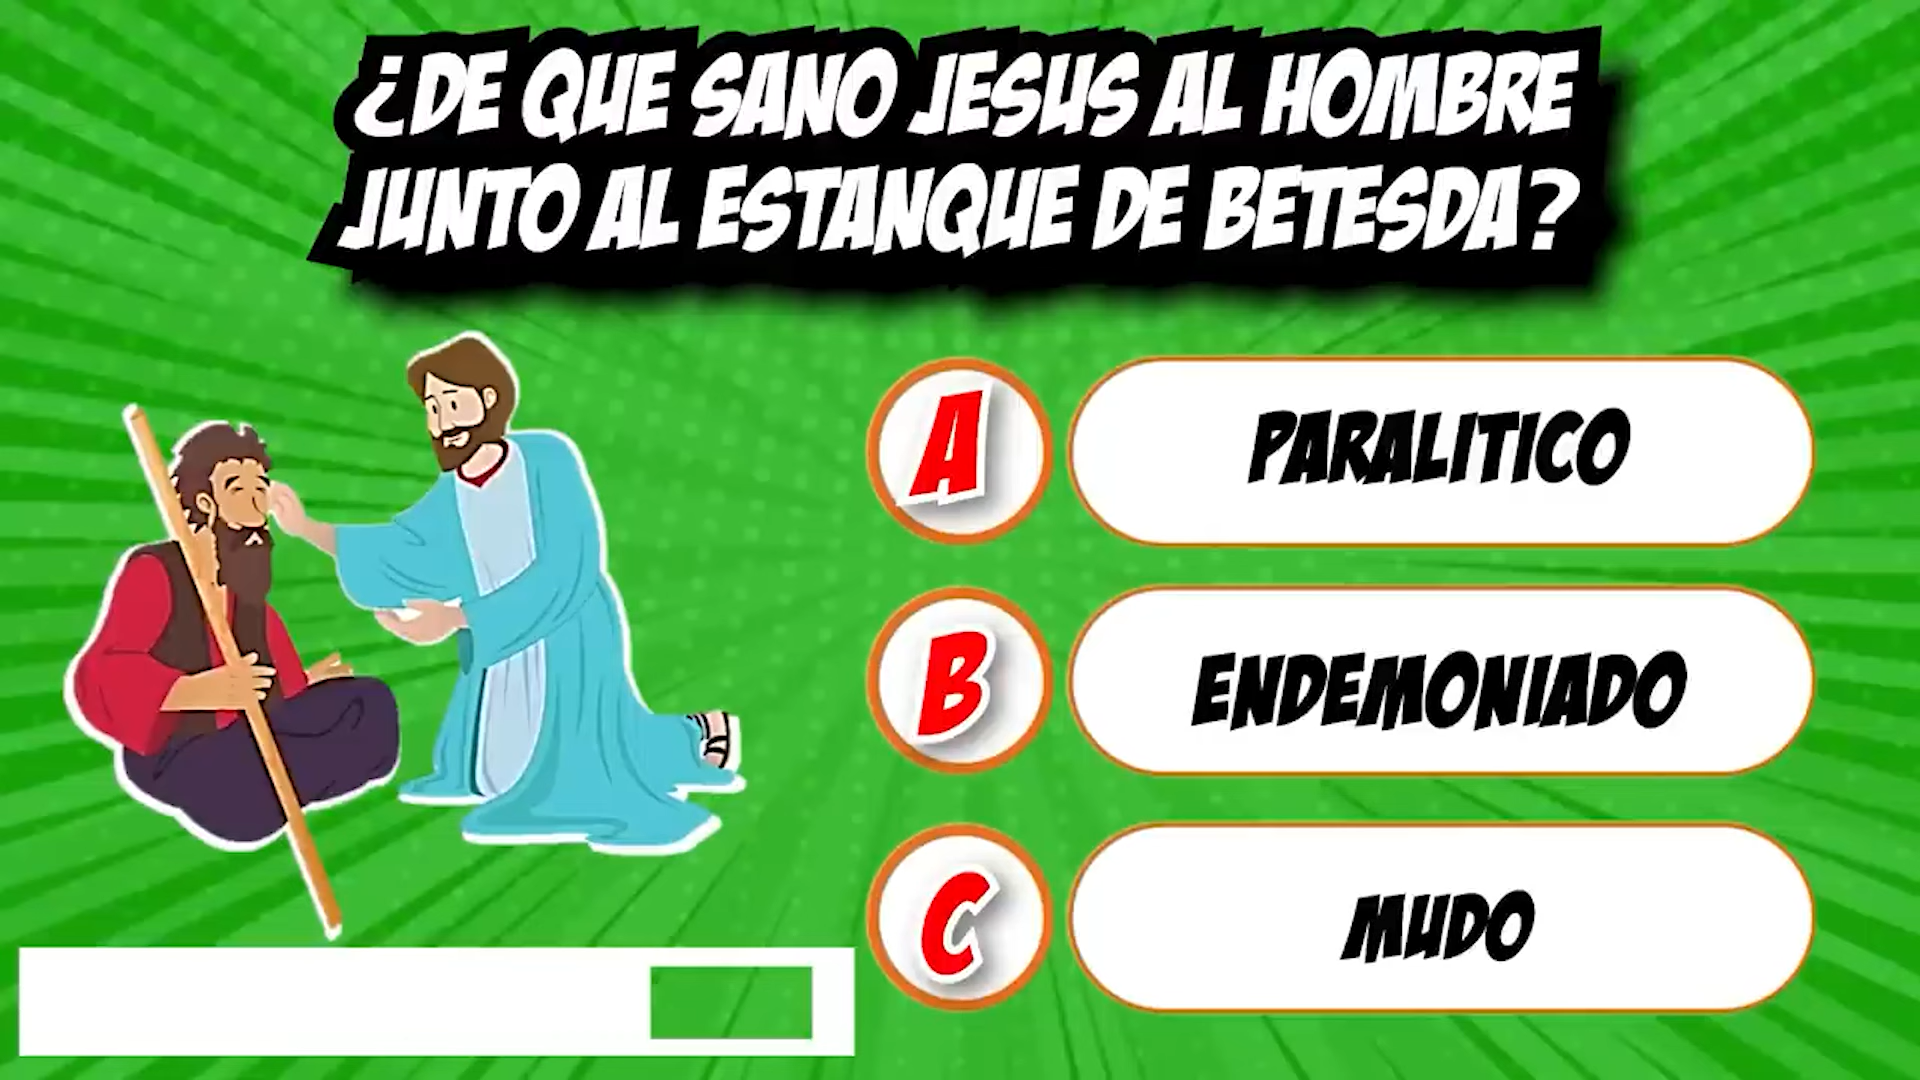 ¿DE QUE SANO JESUS AL HOMBRE
JUNTO AL ESTANQUE DE BETESDA?
A PARALITICO
B ENDEMONIADO
C MUDO